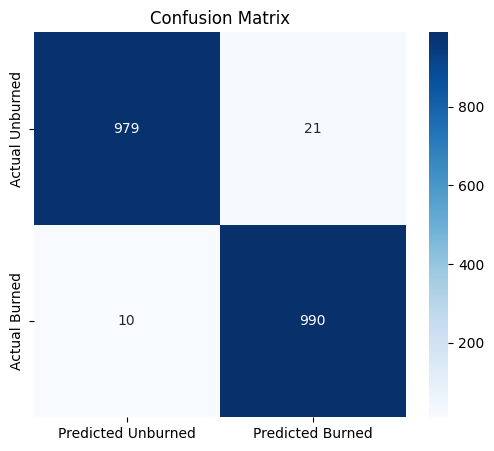 Confusion Matrix
Actual Unburned
979
21
Actual Burned
10
990
Predicted Unburned
Predicted Burned
800
600
400
200